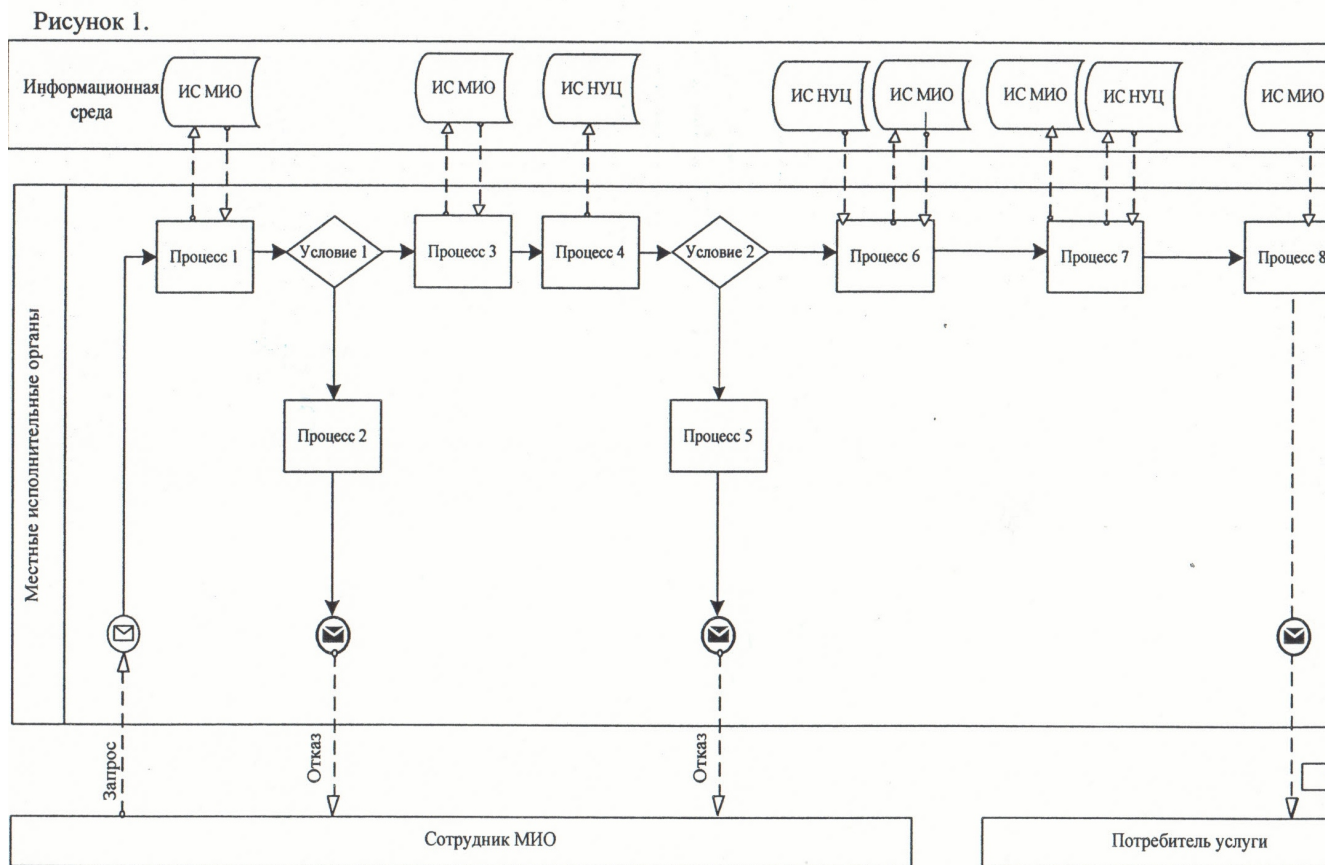 Рисунок 1.
Информационная
среда
ИС МИО
ИС МИО
ИС НУЦ
ИС НУЦ
ИС МИО
ИС МИО
ИС НУЦ
ИС МИО
Местные исполнительные органы
Процесс 1
Условие 1
Процесс 3
Процесс 4
Условие 2
Процесс 6
Процесс 7
Процесс 8
Процесс 2
Процесс 5
Запрос
Отказ
Отказ
Сотрудник МИО
Потребитель услуги